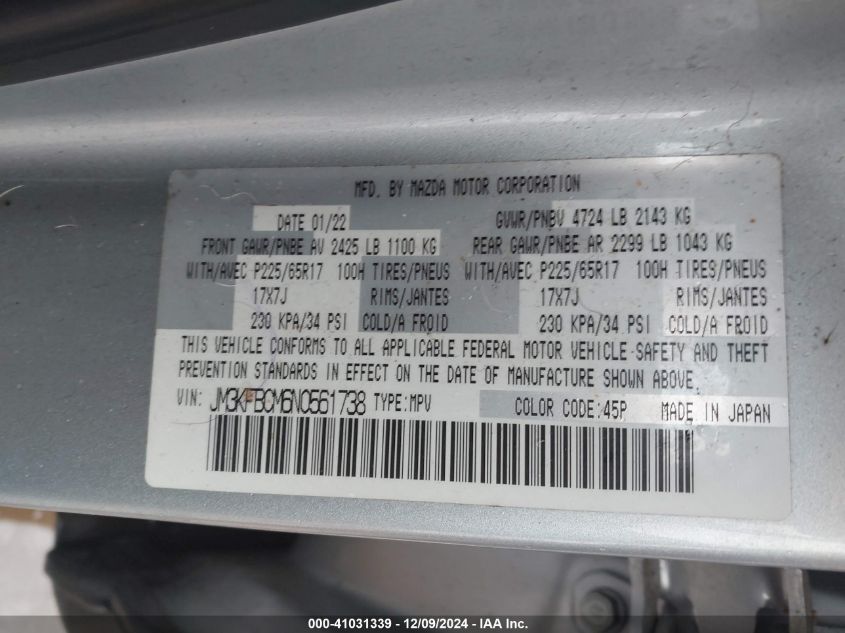 MFD. BY MAZDA MOTOR CORPORATION
DATE 01/22 GVWR/PNBV 4724 LB 2143 KG
FRONT GAWR/PNBE AV 2425 LB 1100 KG REAR GAWR/PNBE AR 2299 LB 1043 KG
WITH/AVEC P225/65R17 100H TIRES/PNEUS WITH/AVEC P225/65R17 100H TIRES/PNEUS
17X7J RIMS/JANTES 17X7J RIMS/JANTES
230 KPA/34 PSI COLD/A FROID 230 KPA/34 PSI COLD/A FROID
THIS VEHICLE CONFORMS TO ALL APPLICABLE FEDERAL MOTOR VEHICLE SAFETY AND THEFT
PREVENTION STANDARDS IN EFFECT ON THE DATE OF MANUFACTURE SHOWN ABOVE.
VIN: JM3KFBCM6N0561738 TYPE:MPV COLOR CODE:45P MADE IN JAPAN
000-41031339 - 12/09/2024 - IAA Inc.